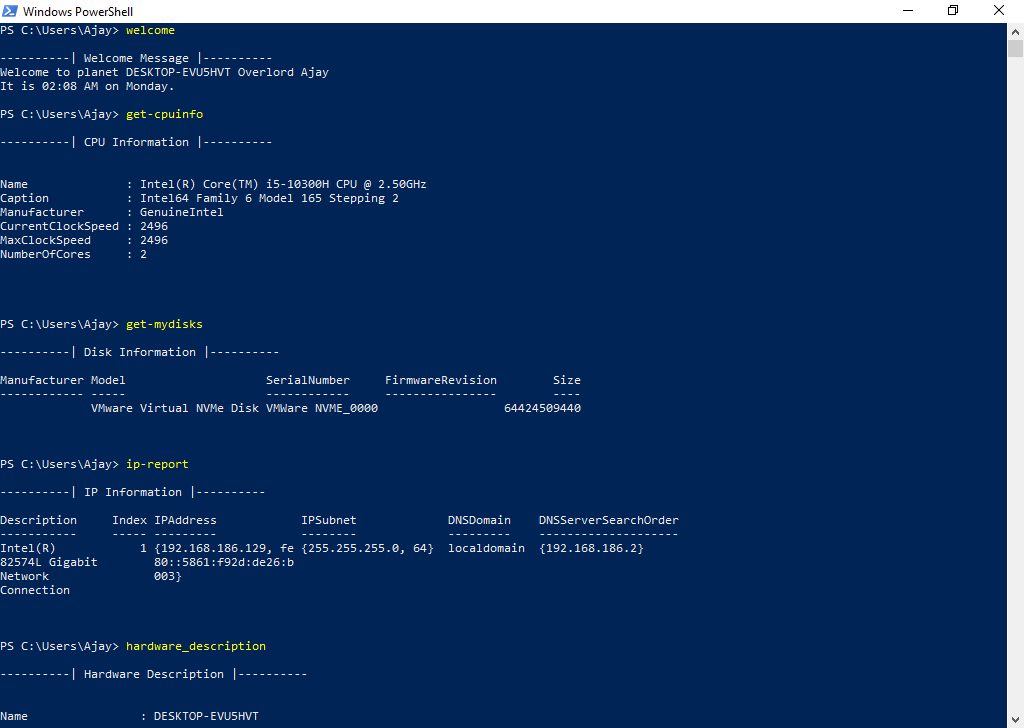 Windows PowerShell
PS C:\Users\Ajay> welcome
----------| Welcome Message |----------
Welcome to planet DESKTOP-EVU5HVT Overlord Ajay
It is 02:08 AM on Monday.
PS C:\Users\Ajay> get-cpuinfo
----------| CPU Information |----------
Name              : Intel(R) Core(TM) i5-10300H CPU @ 2.50GHz
Caption           : Intel64 Family 6 Model 165 Stepping 2
Manufacturer      : GenuineIntel
CurrentClockSpeed : 2496
MaxClockSpeed     : 2496
NumberOfCores     : 2
PS C:\Users\Ajay> get-mydisks
----------| Disk Information |----------
Manufacturer Model                    SerialNumber     FirmwareRevision        Size
------------ -----                    ------------     ----------------        ----
             VMware Virtual NVMe Disk VMWare NVME_0000                  64424509440
PS C:\Users\Ajay> ip-report
----------| IP Information |----------
Description     Index IPAddress            IPSubnet             DNSDomain    DNSServerSearchOrder
-----------     ----- ---------            --------             ---------    --------------------
Intel(R)            1 {192.168.186.129, fe {255.255.255.0, 64}  localdomain  {192.168.186.2}
82574L Gigabit        80::5861:f92d:de26:b
Network               003}
Connection
PS C:\Users\Ajay> hardware_description
----------| Hardware Description |----------
Name                : DESKTOP-EVU5HVT